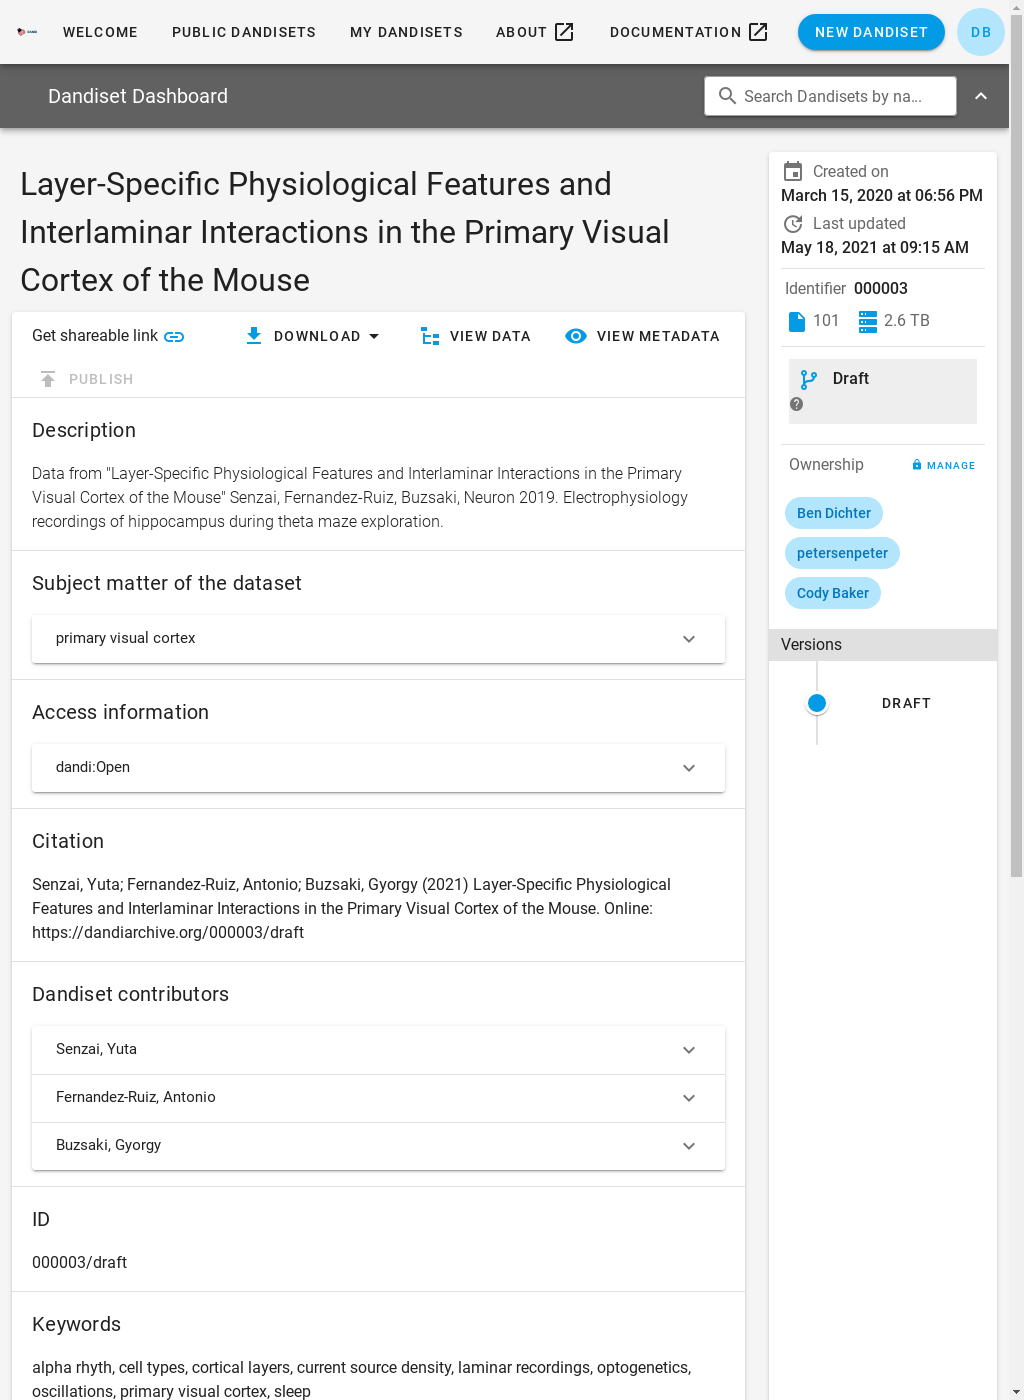 WELCOME PUBLIC DANDISETS MY DANDISETS ABOUT DOCUMENTATION NEW DANDISET DB
Dandiset Dashboard Search Dandisets by na...
Layer-Specific Physiological Features and
Interlaminar Interactions in the Primary Visual
Cortex of the Mouse
Get shareable link DOWNLOAD VIEW DATA VIEW METADATA
PUBLISH
Description
Data from "Layer-Specific Physiological Features and Interlaminar Interactions in the Primary
Visual Cortex of the Mouse" Senzai, Fernandez-Ruiz, Buzsaki, Neuron 2019. Electrophysiology
recordings of hippocampus during theta maze exploration.
Subject matter of the dataset
primary visual cortex
Access information
dandi:Open
Citation
Senzai, Yuta; Fernandez-Ruiz, Antonio; Buzsaki, Gyorgy (2021) Layer-Specific Physiological
Features and Interlaminar Interactions in the Primary Visual Cortex of the Mouse. Online:
https://dandiarchive.org/000003/draft
Dandiset contributors
Senzai, Yuta
Fernandez-Ruiz, Antonio
Buzsaki, Gyorgy
ID
000003/draft
Keywords
alpha rhyth, cell types, cortical layers, current source density, laminar recordings, optogenetics,
oscillations, primary visual cortex, sleep
Created on
March 15, 2020 at 06:56 PM
Last updated
May 18, 2021 at 09:15 AM
Identifier 000003
101 2.6 TB
Draft
Ownership MANAGE
Ben Dichter
petersenpeter
Cody Baker
Versions
DRAFT